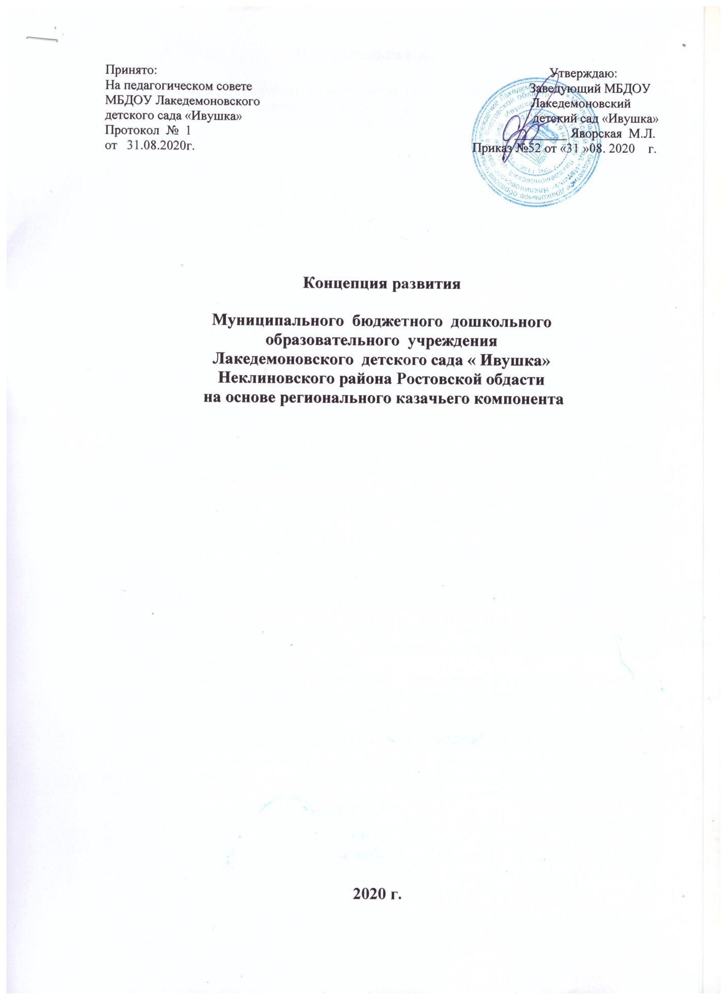 Принято:
На педагогическом совете
МБДОУ Лакедемоновского
детского сада «Ивушка»
Протокол № 1
от 31.08.2020г.
Утверждаю:
Заведующий МБДОУ
Лакедемоновский
детский сад «Ивушка»
________ Яворская М.Л.
Приказ №52 от «31 »08. 2020 г.
Концепция развития
Муниципального бюджетного дошкольного
образовательного учреждения
Лакедемоновского детского сада « Ивушка»
Неклиновского района Ростовской обдасти
на основе регионального казачьего компонента
2020 г.